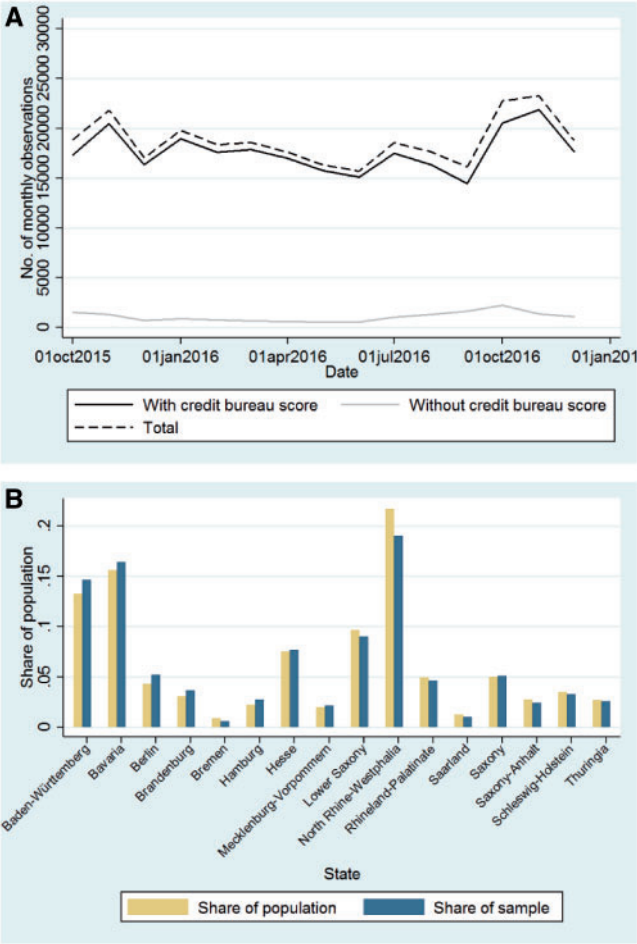 A
No. of monthly observations
30000
25000
20000
15000
10000
5000
0
01oct2015 01jan2016 01apr2016 01jul2016 01oct2016 01jan201
Date
With credit bureau score Without credit bureau score
Total
B
Share of population
.2
.15
.1
.05
0
Baden-Württemberg
Bavaria
Berlin
Brandenburg
Bremen
Hamburg
Hesse
Mecklenburg-Vorpommern
Lower Saxony
North Rhine-Westphalia
Rhineland-Palatinate
Saarland
Saxony
Saxony-Anhalt
Schleswig-Holstein
Thuringia
State
Share of population Share of sample